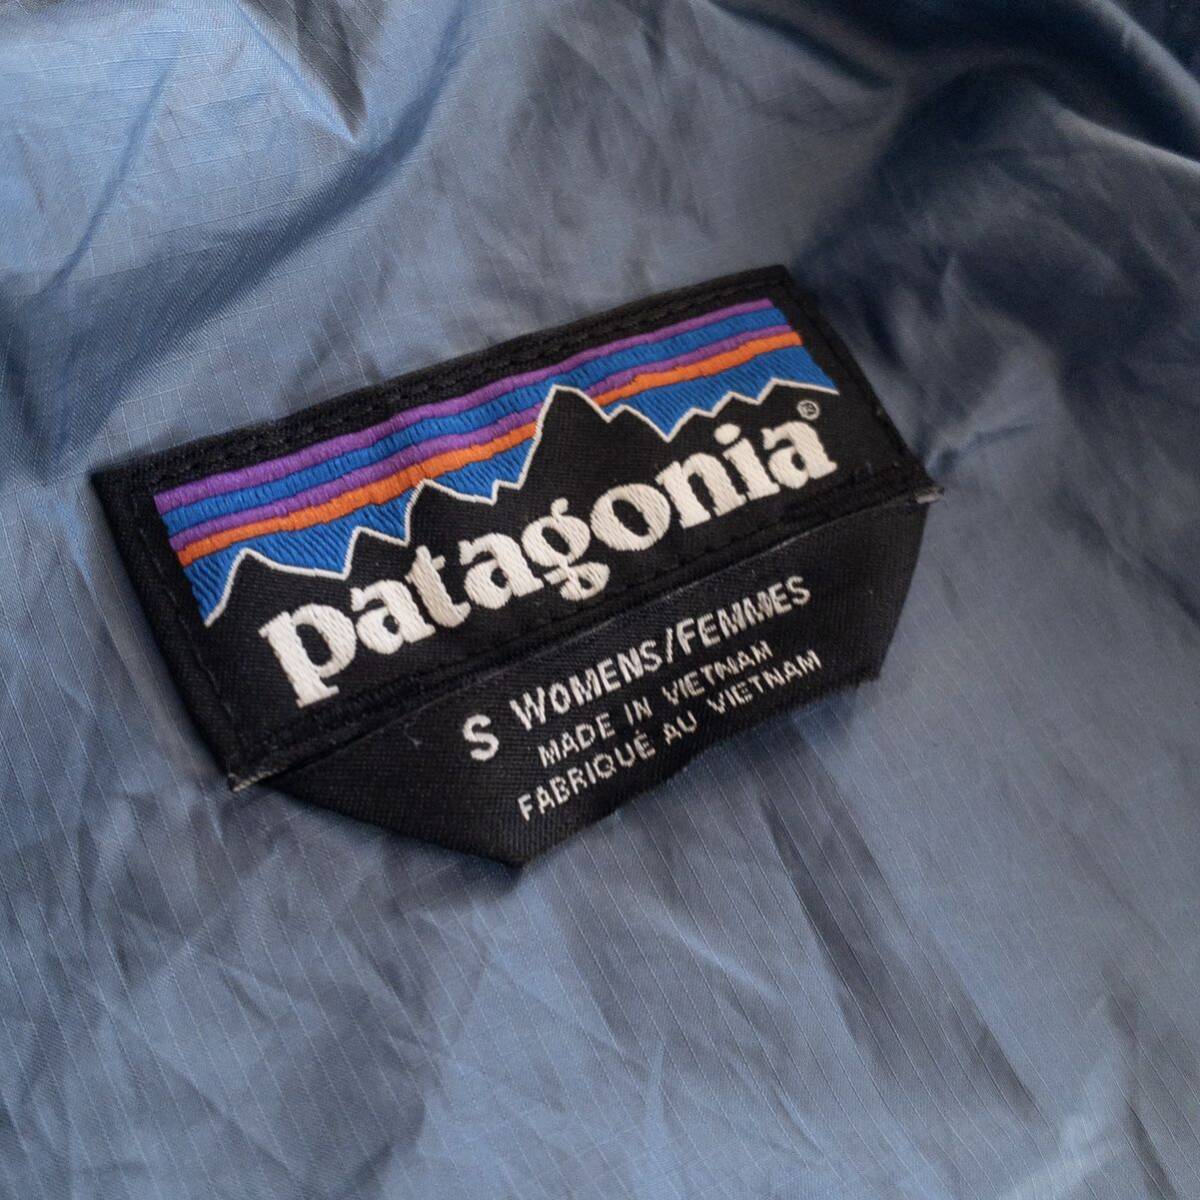 patagonia®
S WOMENS/FEMMES
MADE IN VIETNAM
FABRIQUÉ AU VIETNAM